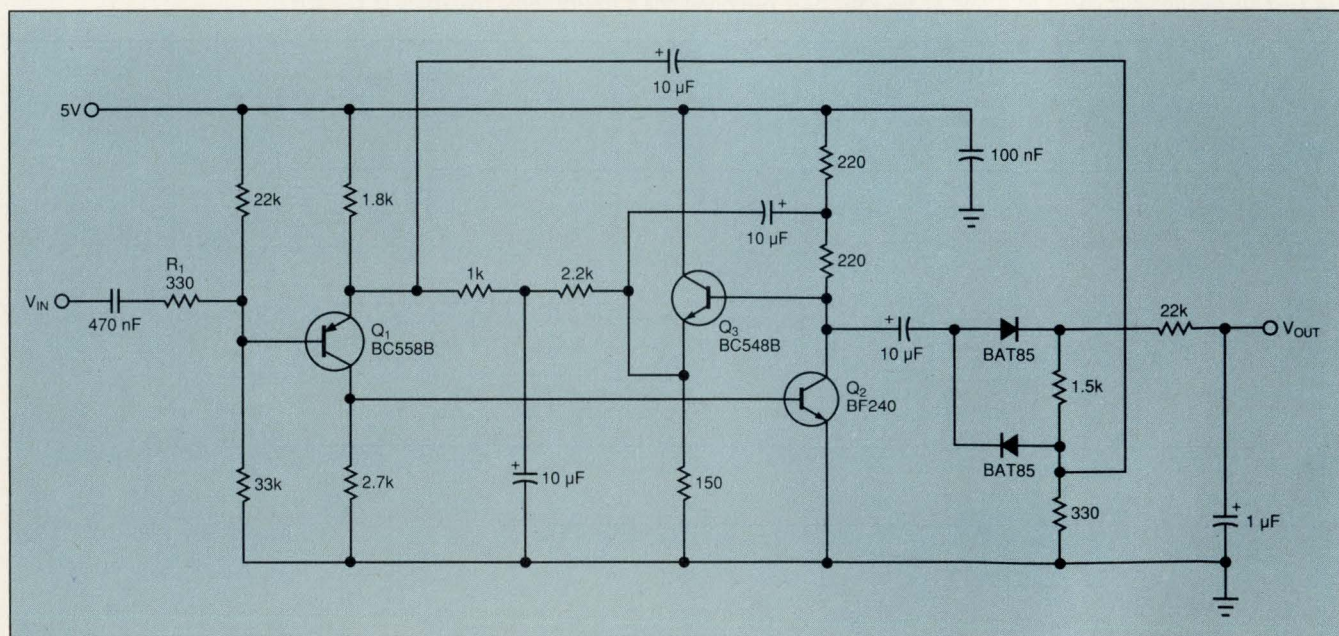 10 µF
5V
22k
1.8k
220
100 nF
10 µF
220
R1
330
VIN
470 nF
1k
2.2k
Q1
BC558B
Q3
BC548B
10 µF
BAT85
22k
VOUT
Q2
BF240
1.5k
BAT85
33k
2.7k
10 µF
150
330
1 µF